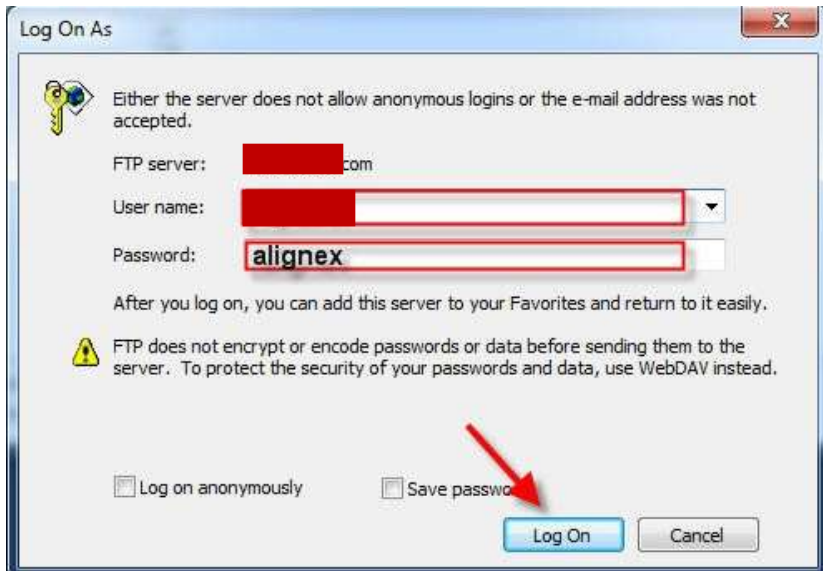 Log On As
Either the server does not allow anonymous logins or the e-mail address was not
accepted.
FTP server: com
User name:
Password: alignex
After you log on, you can add this server to your Favorites and return to it easily.
FTP does not encrypt or encode passwords or data before sending them to the
server. To protect the security of your passwords and data, use WebDAV instead.
Log on anonymously Save passwo
Log On Cancel